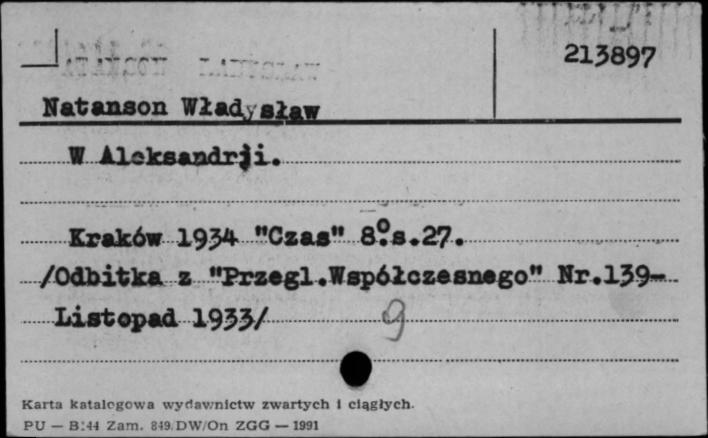 213897
Natanson Władysław
W Aleksandrji.
Kraków 1934 "Czas" 8°.s.27.
/Odbitka z "Przegl.Współczesnego" Nr.139-
Listopad 1933/ 9
Karta katalogowa wydawnictw zwartych i ciągłych.
PU — B:44 Zam. 849.DW/On ZGG — 1991